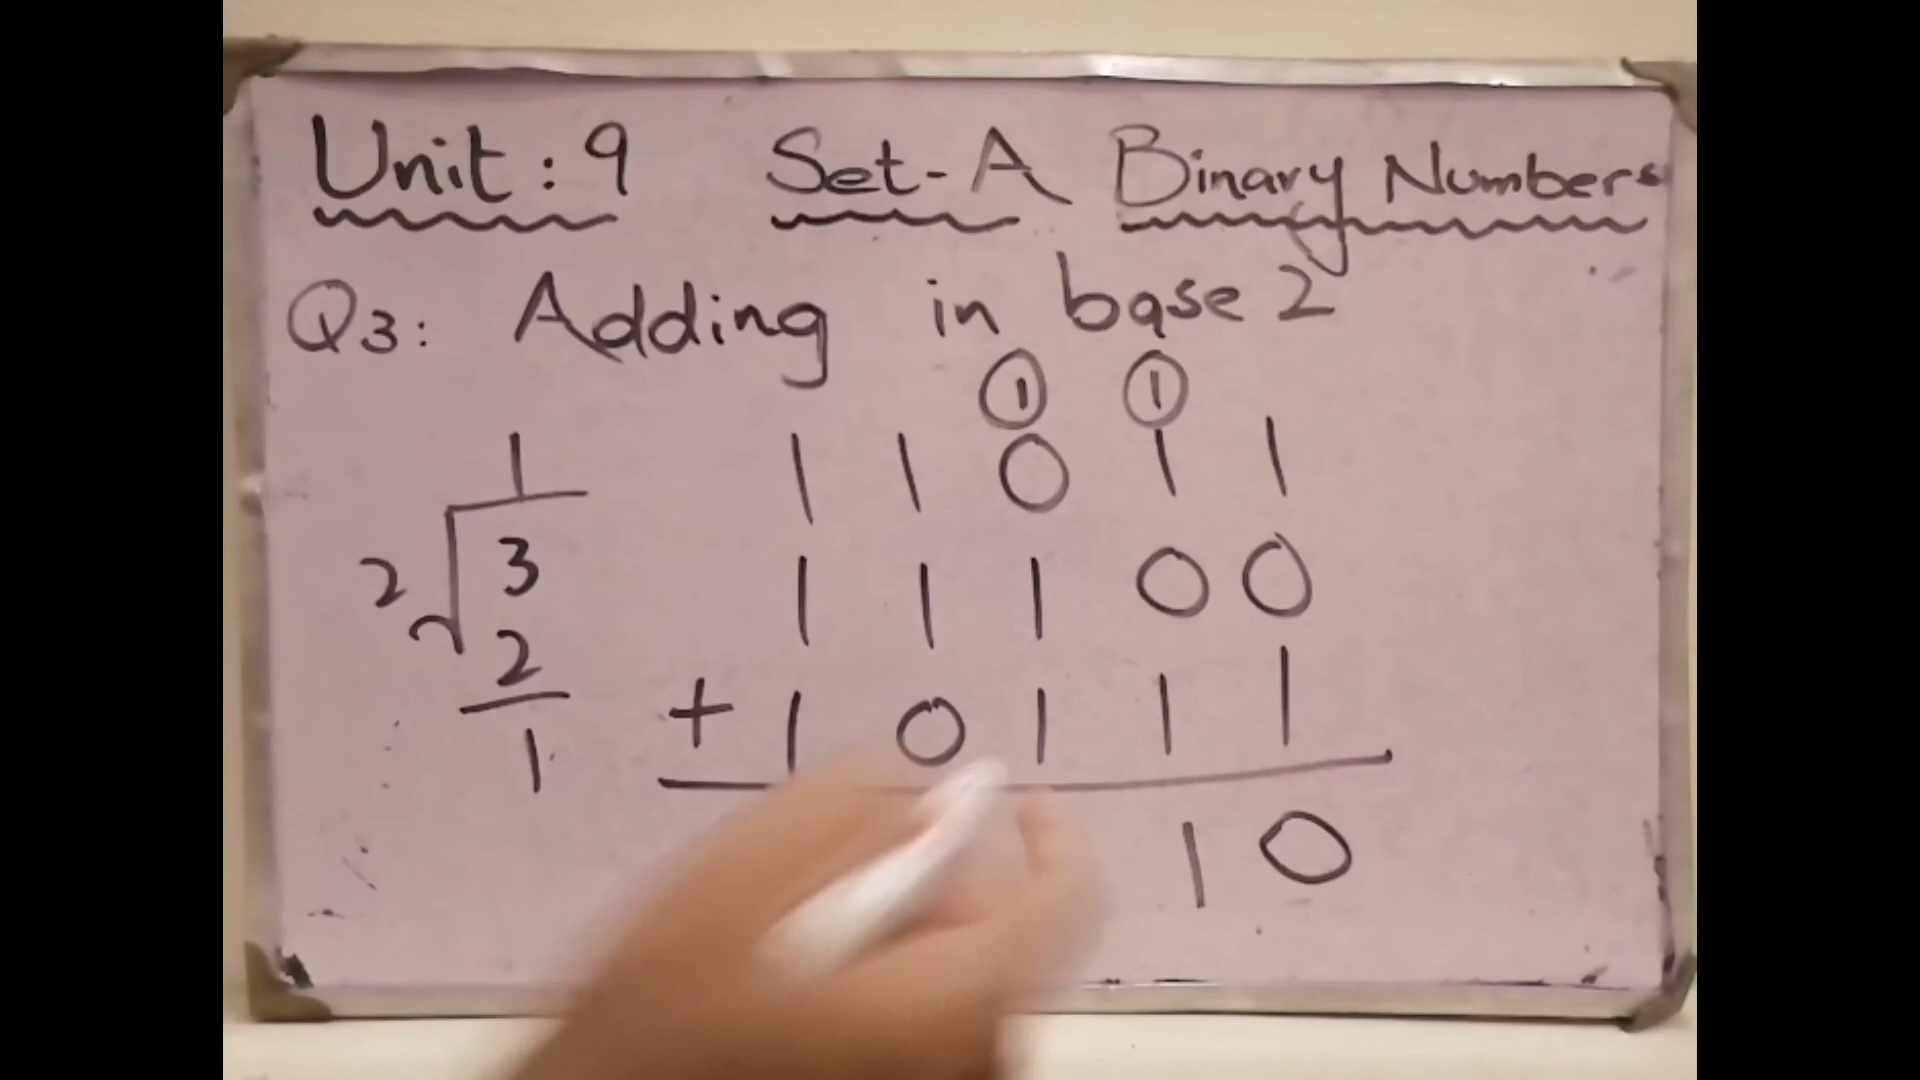 Unit: 9 Set-A Binary Numbers
Q3: Adding in base 2
1 1
1 1 1 0 1 1
2 3 1 1 1 0 0
2
1 + 1 0 1 1 1
1 0